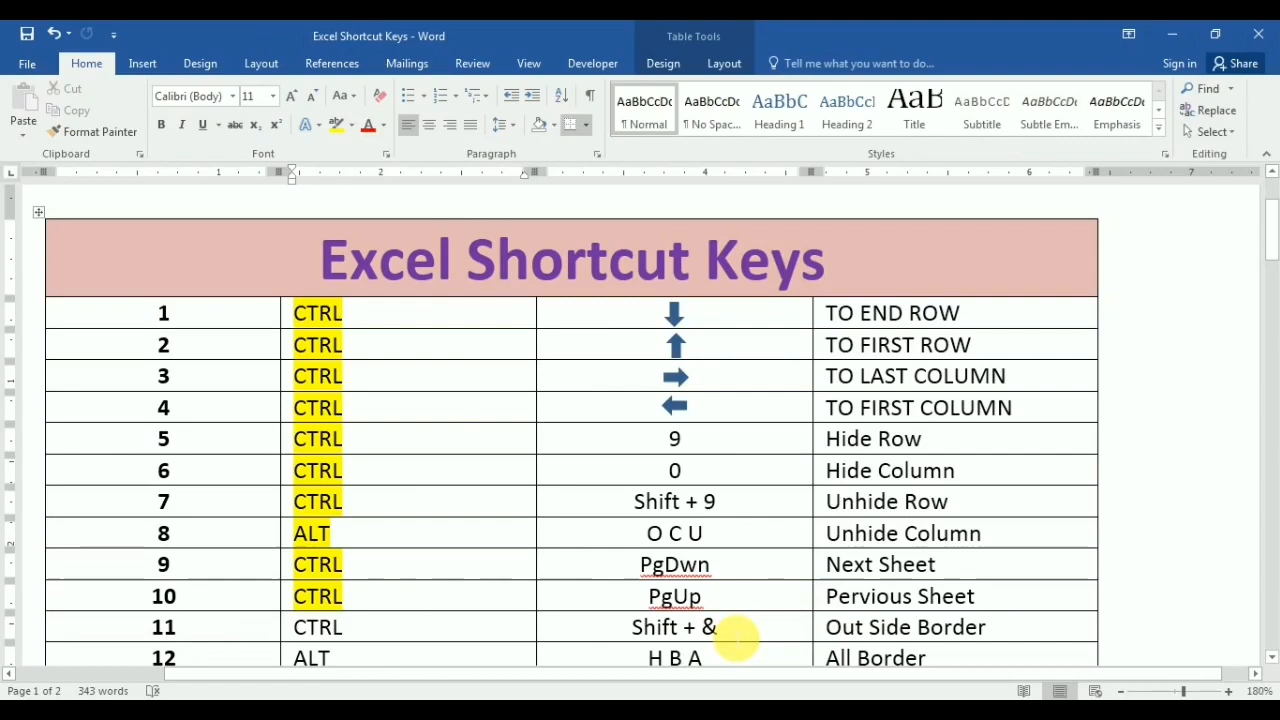 Excel Shortcut Keys - Word
Table Tools
File Home Insert Design Layout References Mailings Review View Developer Design Layout Tell me what you want to do... Sign in Share
Cut
Copy
Format Painter
Paste
Clipboard
Calibri (Body) 11
Font
Paragraph
AaBbCcDc AaBbCcDc AaBbC AaBbCcI AaB AaBbCcD AaBbCcDc AaBbCcDc
¶ Normal ¶ No Spac... Heading 1 Heading 2 Title Subtitle Subtle Em... Emphasis
Styles
Find
Replace
Select
Editing
1 2 4 5 6 7
Excel Shortcut Keys
1 CTRL TO END ROW
2 CTRL TO FIRST ROW
3 CTRL TO LAST COLUMN
4 CTRL TO FIRST COLUMN
5 CTRL 9 Hide Row
6 CTRL 0 Hide Column
7 CTRL Shift + 9 Unhide Row
8 ALT O C U Unhide Column
9 CTRL PgDwn Next Sheet
10 CTRL PgUp Pervious Sheet
11 CTRL Shift + & Out Side Border
12 ALT H B A All Border
Page 1 of 2 343 words 180%